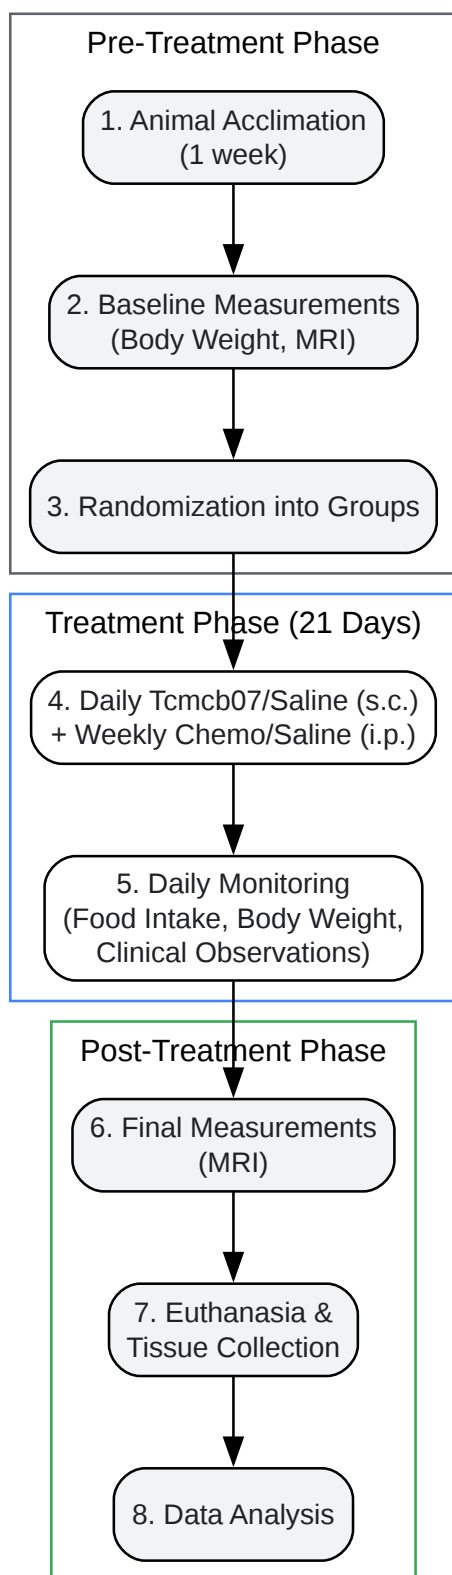 Pre-Treatment Phase
1. Animal Acclimation
(1 week)
2. Baseline Measurements
(Body Weight, MRI)
3. Randomization into Groups
Treatment Phase (21 Days)
4. Daily Tcmcb07/Saline (s.c.)
+ Weekly Chemo/Saline (i.p.)
5. Daily Monitoring
(Food Intake, Body Weight,
Clinical Observations)
Post-Treatment Phase
6. Final Measurements
(MRI)
7. Euthanasia &
Tissue Collection
8. Data Analysis